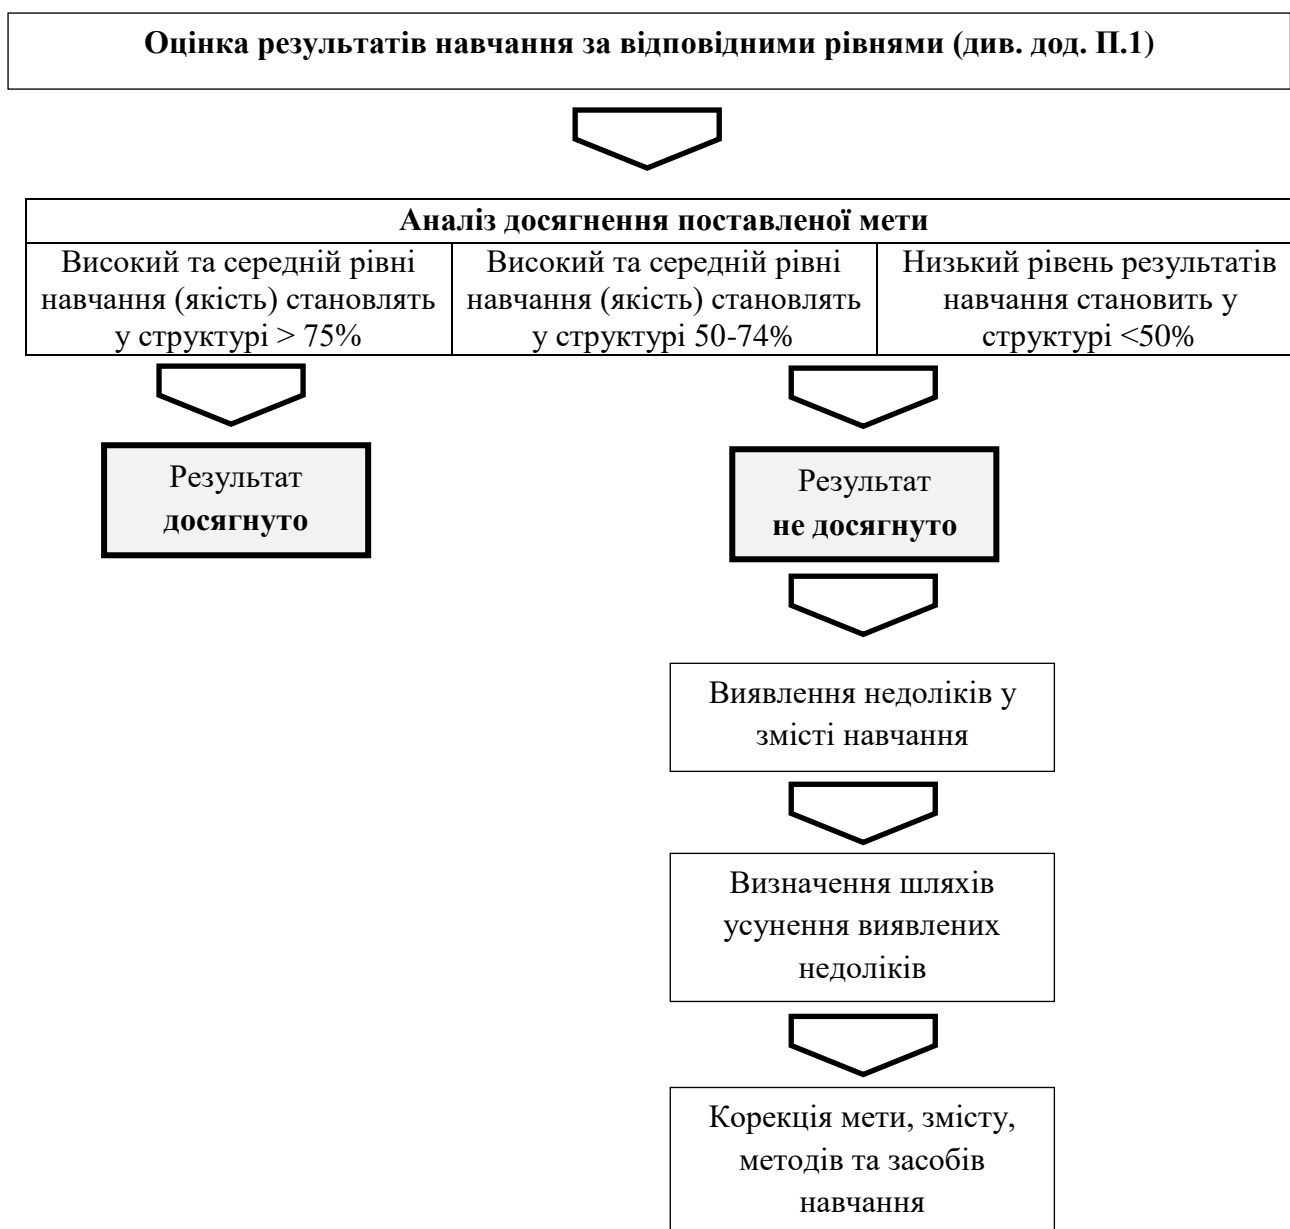 Оцінка результатів навчання за відповідними рівнями (див. дод. П.1)
Аналіз досягнення поставленої мети
Високий та середній рівні
навчання (якість) становлять
у структурі > 75%
Високий та середній рівні
навчання (якість) становлять
у структурі 50-74%
Низький рівень результатів
навчання становить у
структурі <50%
Результат
досягнуто
Результат
не досягнуто
Виявлення недоліків у
змісті навчання
Визначення шляхів
усунення виявлених
недоліків
Корекція мети, змісту,
методів та засобів
навчання